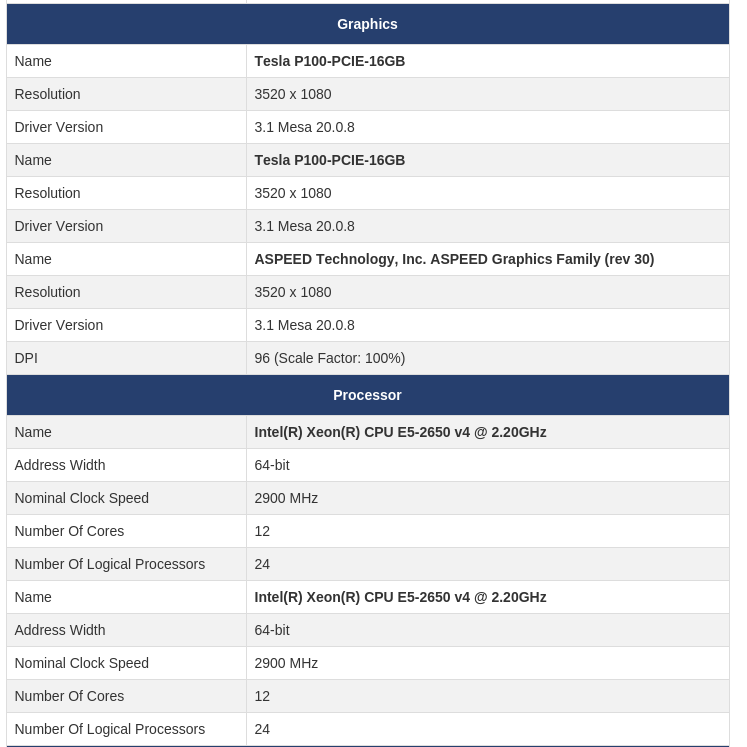 Graphics
Name Tesla P100-PCIE-16GB
Resolution 3520 x 1080
Driver Version 3.1 Mesa 20.0.8
Name Tesla P100-PCIE-16GB
Resolution 3520 x 1080
Driver Version 3.1 Mesa 20.0.8
Name ASPEED Technology, Inc. ASPEED Graphics Family (rev 30)
Resolution 3520 x 1080
Driver Version 3.1 Mesa 20.0.8
DPI 96 (Scale Factor: 100%)
Processor
Name Intel(R) Xeon(R) CPU E5-2650 v4 @ 2.20GHz
Address Width 64-bit
Nominal Clock Speed 2900 MHz
Number Of Cores 12
Number Of Logical Processors 24
Name Intel(R) Xeon(R) CPU E5-2650 v4 @ 2.20GHz
Address Width 64-bit
Nominal Clock Speed 2900 MHz
Number Of Cores 12
Number Of Logical Processors 24